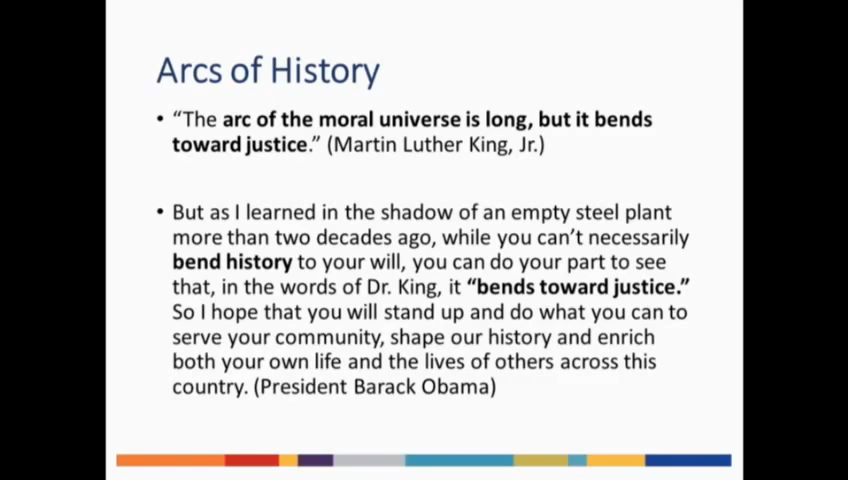 Arcs of History
• “The arc of the moral universe is long, but it bends
toward justice.” (Martin Luther King, Jr.)
• But as I learned in the shadow of an empty steel plant
more than two decades ago, while you can’t necessarily
bend history to your will, you can do your part to see
that, in the words of Dr. King, it “bends toward justice.”
So I hope that you will stand up and do what you can to
serve your community, shape our history and enrich
both your own life and the lives of others across this
country. (President Barack Obama)